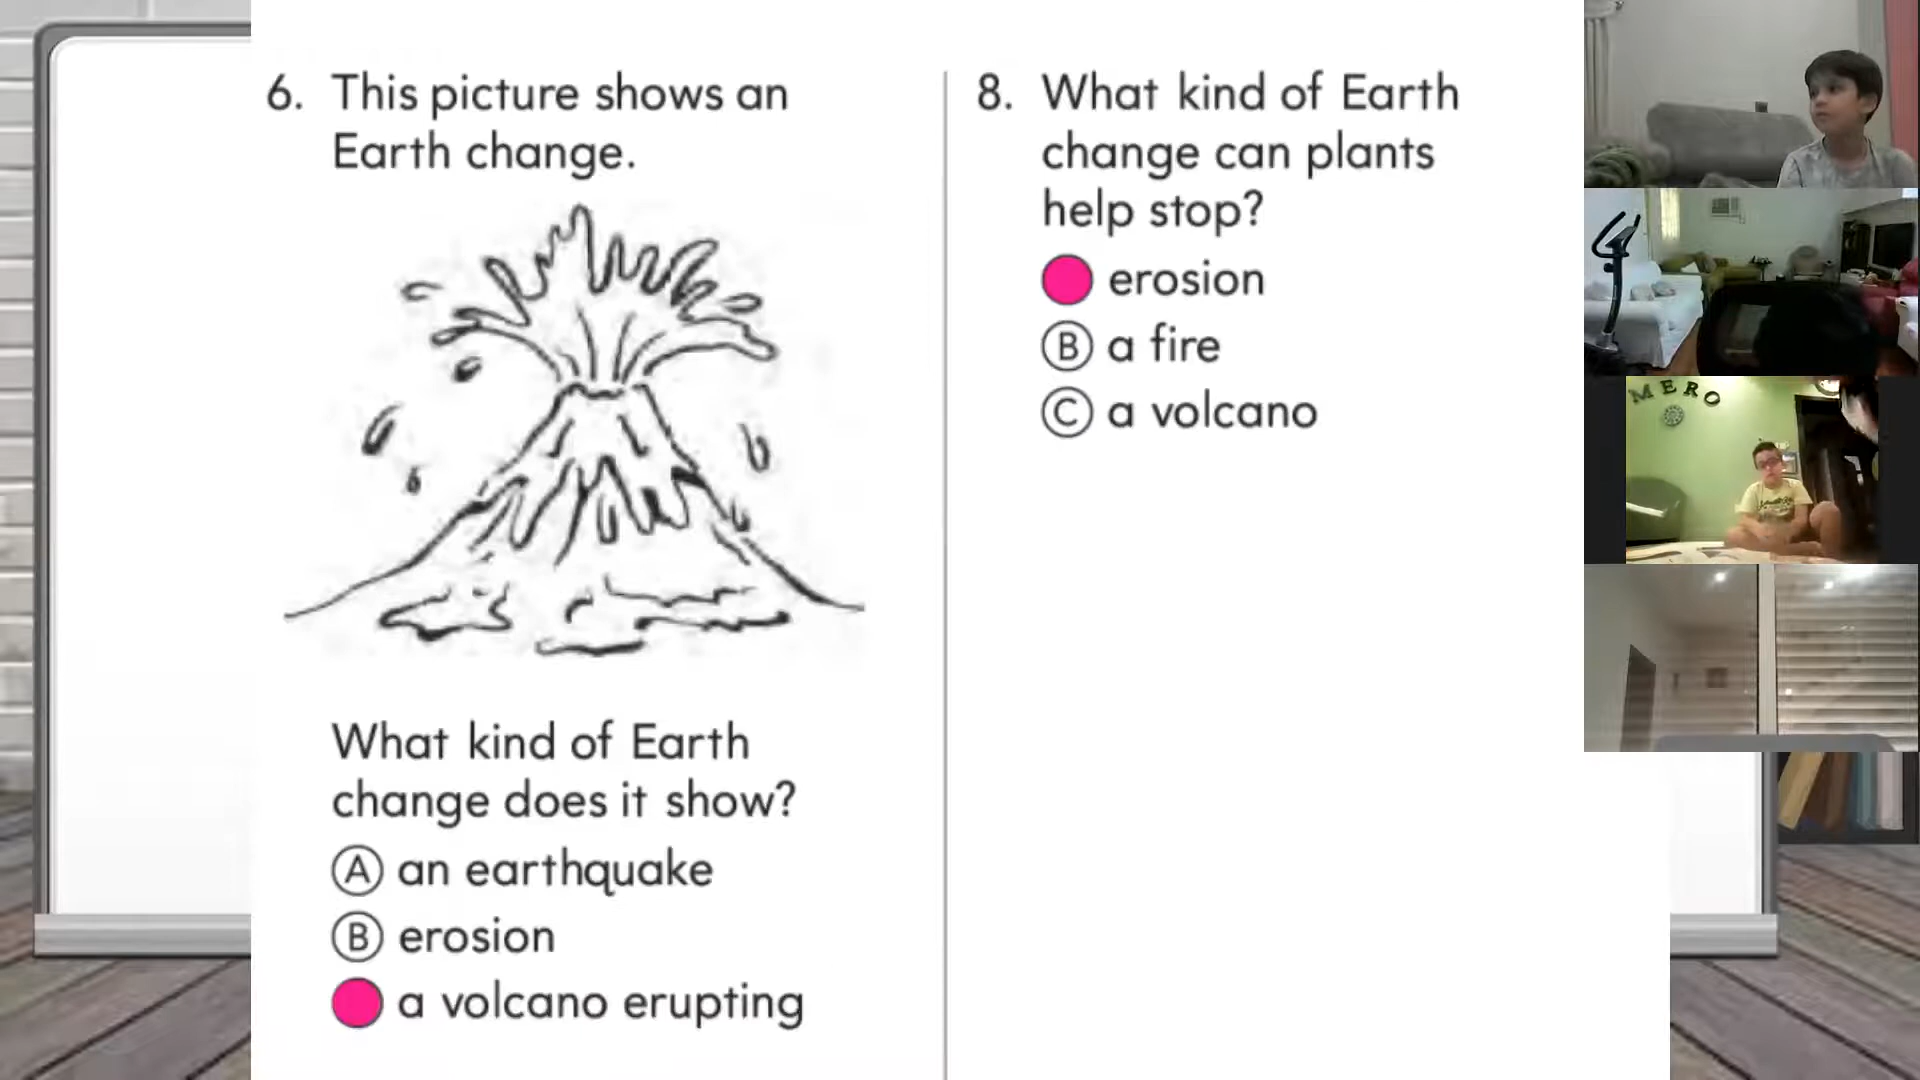 6. This picture shows an
Earth change.
What kind of Earth
change does it show?
Ⓐ an earthquake
Ⓑ erosion
a volcano erupting
8. What kind of Earth
change can plants
help stop?
erosion
Ⓑ a fire
Ⓒ a volcano
MERO